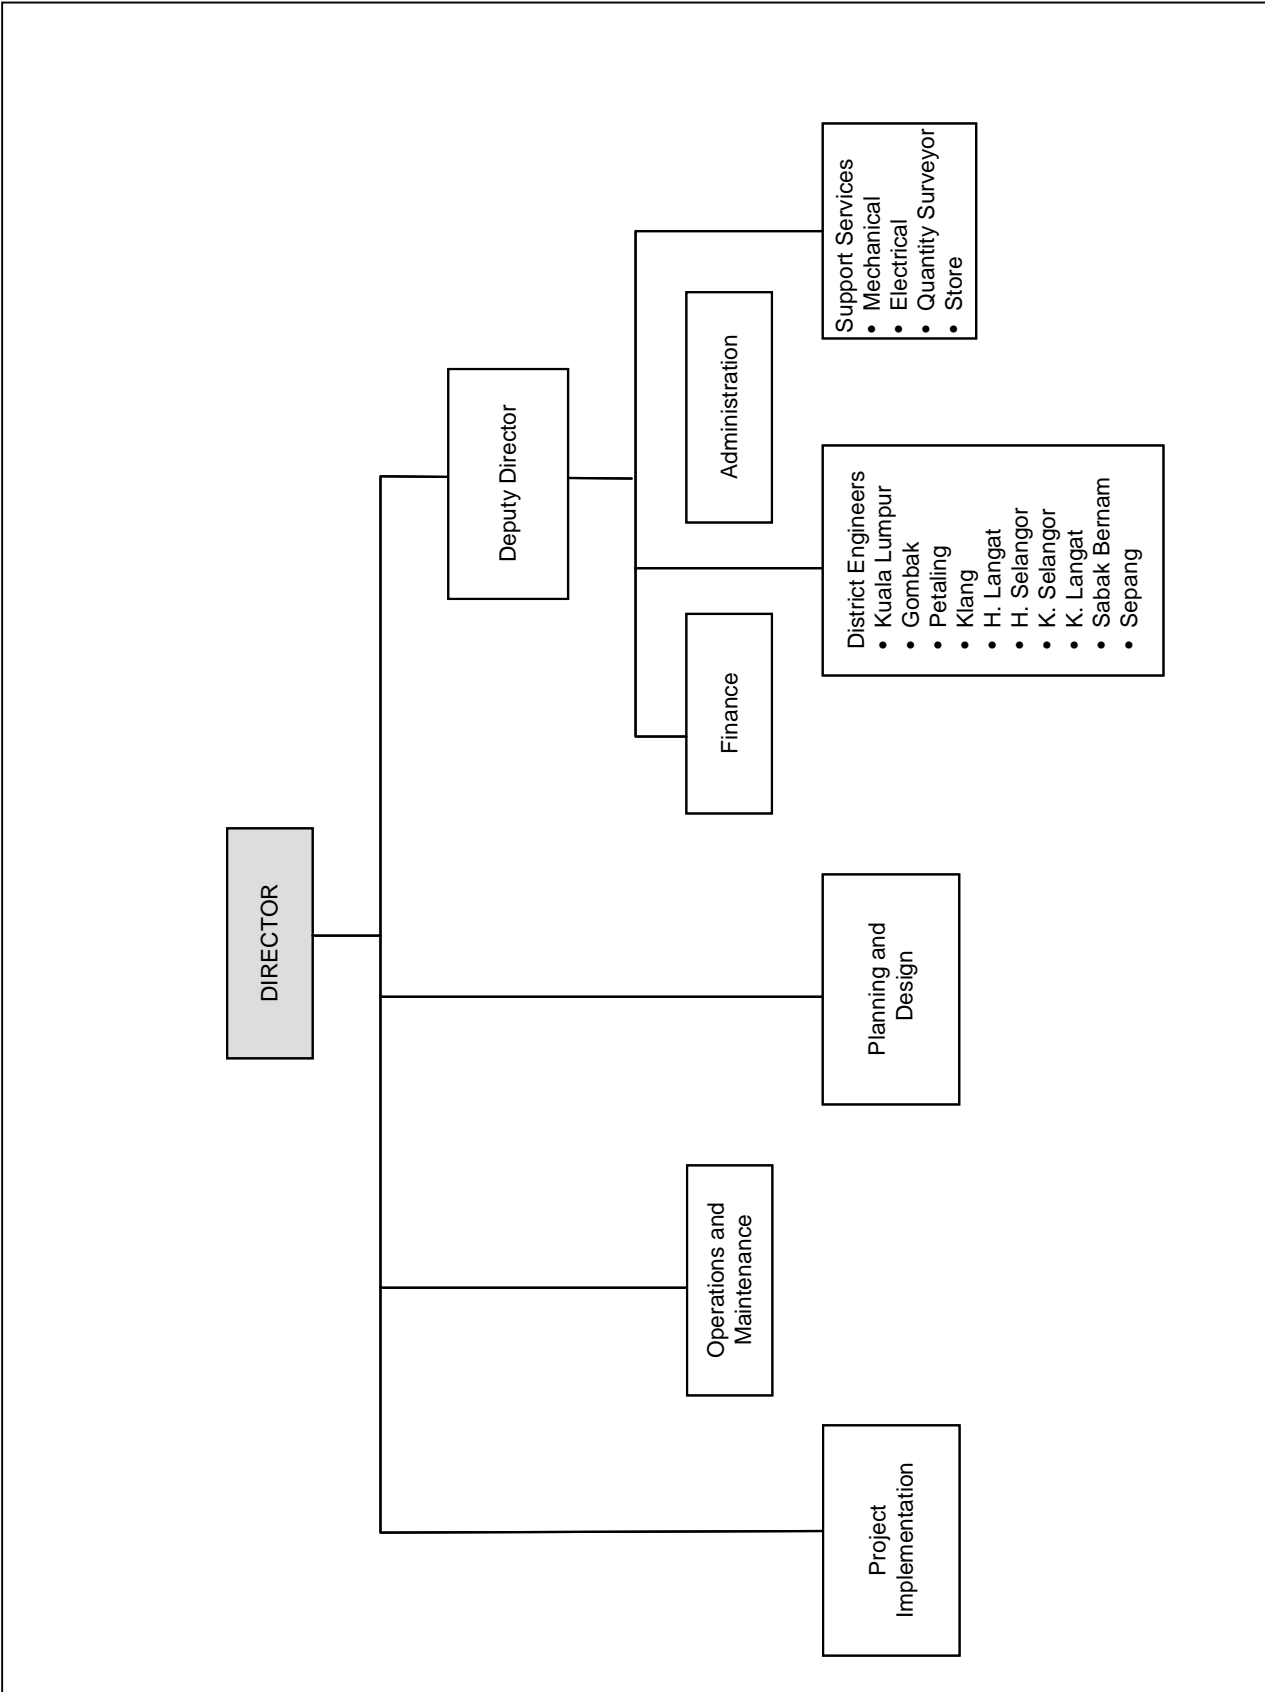 DIRECTOR
Deputy Director
Project
Implementation
Operations and
Maintenance
Planning and
Design
Finance
Administration
District Engineers
• Kuala Lumpur
• Gombak
• Petaling
• Klang
• H. Langat
• H. Selangor
• K. Selangor
• K. Langat
• Sabak Bernam
• Sepang
Support Services
• Mechanical
• Electrical
• Quantity Surveyor
• Store